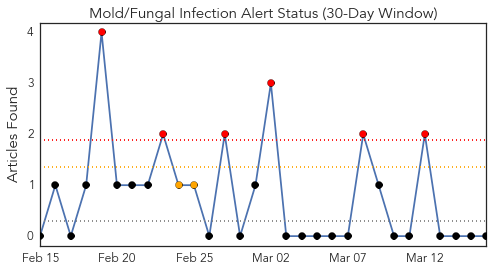 Mold/Fungal Infection Alert Status (30-Day Window)
Articles Found
4
3
2
1
0
Feb 15
Feb 20
Feb 25
Mar 02
Mar 07
Mar 12